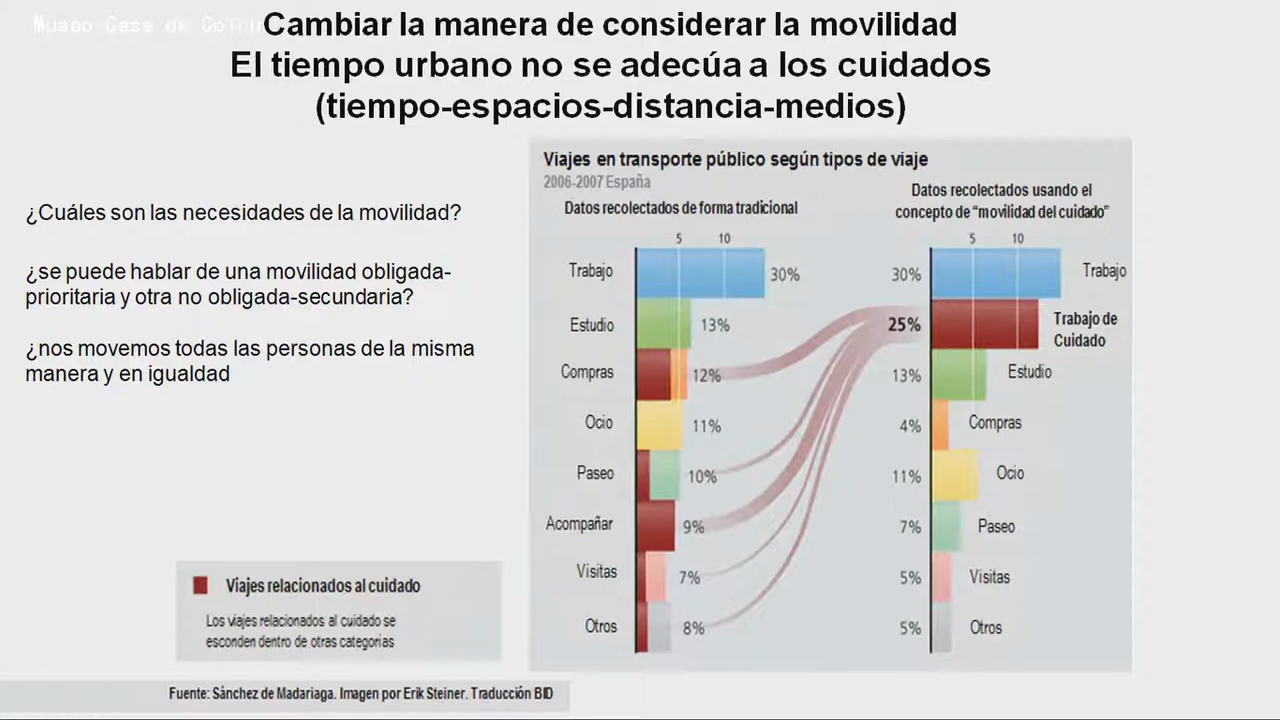 Museo Casa de Colón
Cambiar la manera de considerar la movilidad
El tiempo urbano no se adecúa a los cuidados
(tiempo-espacios-distancia-medios)
¿Cuáles son las necesidades de la movilidad?
¿se puede hablar de una movilidad obligada-
prioritaria y otra no obligada-secundaria?
¿nos movemos todas las personas de la misma
manera y en igualdad
Viajes relacionados al cuidado
Los viajes relacionados al cuidado se
esconden dentro de otras categorias
Viajes en transporte público según tipos de viaje
2006-2007 España
Datos recolectados de forma tradicional
5 10
Trabajo 30%
Estudio 13%
Compras 12%
Ocio 11%
Paseo 10%
Acompañar 9%
Visitas 7%
Otros 8%
Datos recolectados usando el
concepto de “movilidad del cuidado”
5 10
30% Trabajo
25% Trabajo de
Cuidado
13% Estudio
4% Compras
11% Ocio
7% Paseo
5% Visitas
5% Otros
Fuente: Sánchez de Madariaga. Imagen por Erik Steiner. Traducción BID